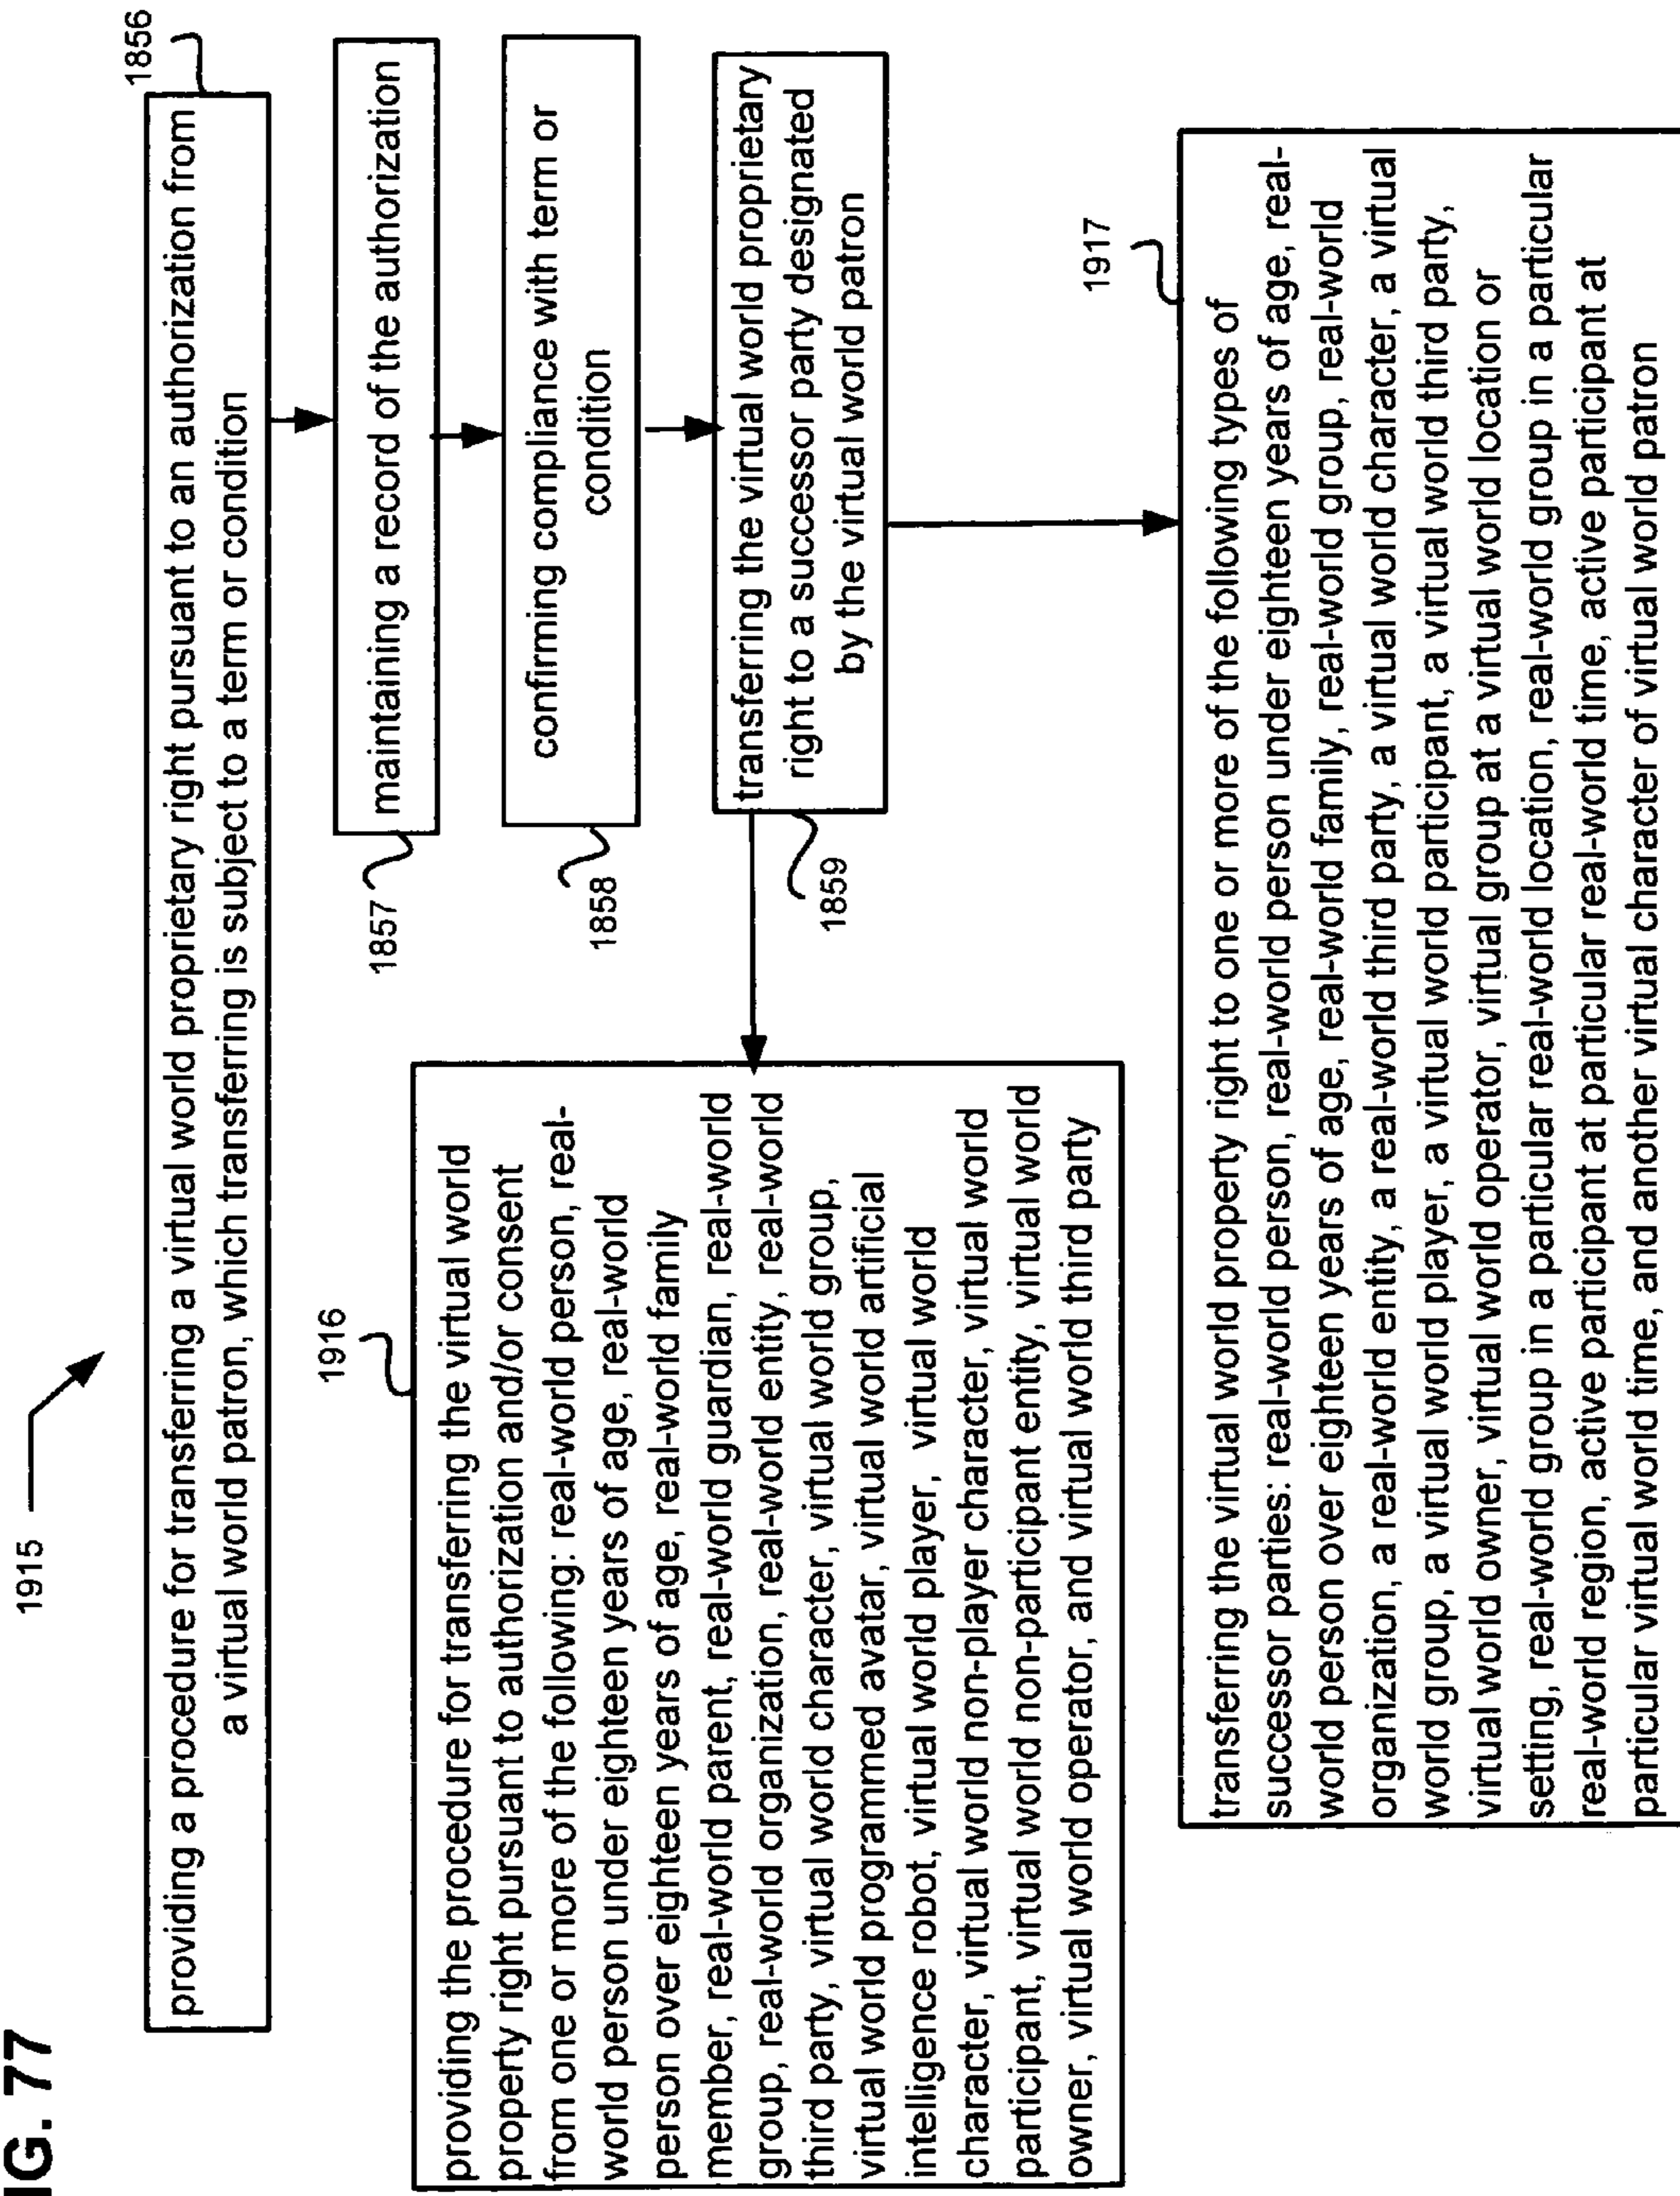 IG. 77
1915
1856
providing a procedure for transferring a virtual world proprietary right pursuant to an authorization from
a virtual world patron, which transferring is subject to a term or condition
maintaining a record of the authorization
1857
confirming compliance with term or
condition
1858
transferring the virtual world proprietary
right to a successor party designated
by the virtual world patron
1859
1916
providing the procedure for transferring the virtual world
property right pursuant to authorization and/or consent
from one or more of the following: real-world person, real-
world person under eighteen years of age, real-world
person over eighteen years of age, real-world family
member, real-world parent, real-world guardian, real-world
group, real-world organization, real-world entity, real-world
third party, virtual world character, virtual world group,
virtual world programmed avatar, virtual world artificial
intelligence robot, virtual world player, virtual world
character, virtual world non-player character, virtual world
participant, virtual world non-participant entity, virtual world
owner, virtual world operator, and virtual world third party
1917
transferring the virtual world property right to one or more of the following types of
successor parties: real-world person, real-world person under eighteen years of age, real-
world person over eighteen years of age, real-world family, real-world group, real-world
organization, a real-world entity, a real-world third party, a virtual world character, a virtual
world group, a virtual world player, a virtual world participant, a virtual world third party,
virtual world owner, virtual world operator, virtual group at a virtual world location or
setting, real-world group in a particular real-world location, real-world group in a particular
real-world region, active participant at particular real-world time, active participant at
particular virtual world time, and another virtual character of virtual world patron